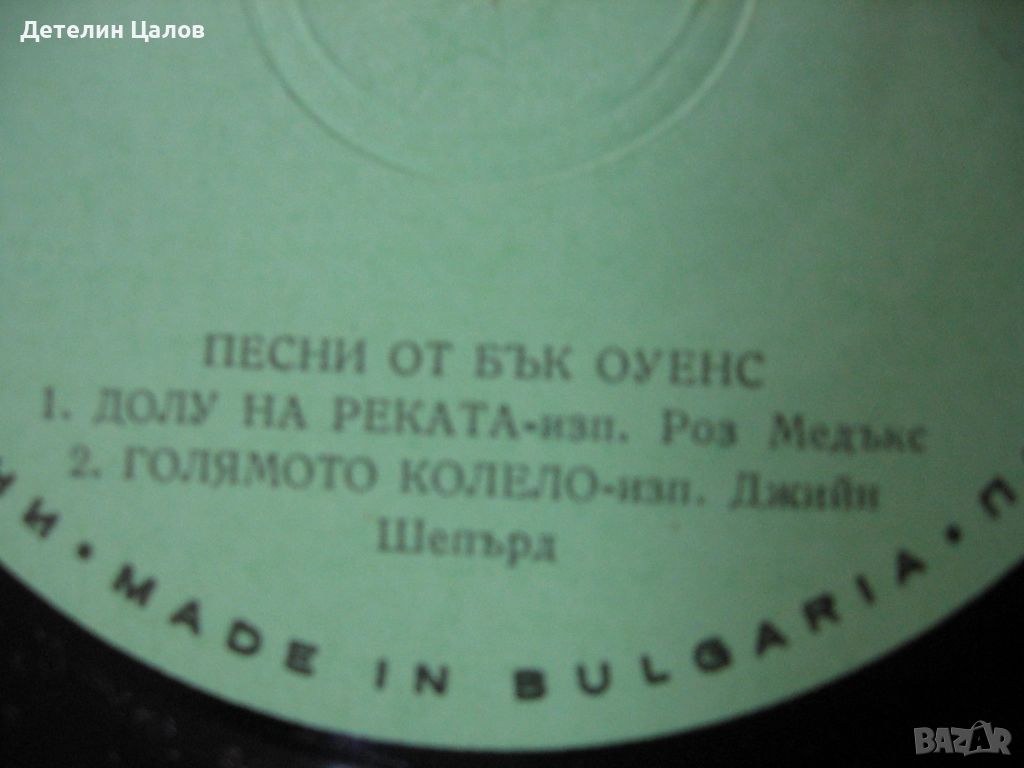 Детелин Цалов
ПЕСНИ ОТ БЪК ОУЕНС
1. ДОЛУ НА РЕКАТА-изп. Роз Медъкс
2. ГОЛЯМОТО КОЛЕЛО-изп. Джийн
Шепърд
• MADE IN BULGARIA •
BAZAR